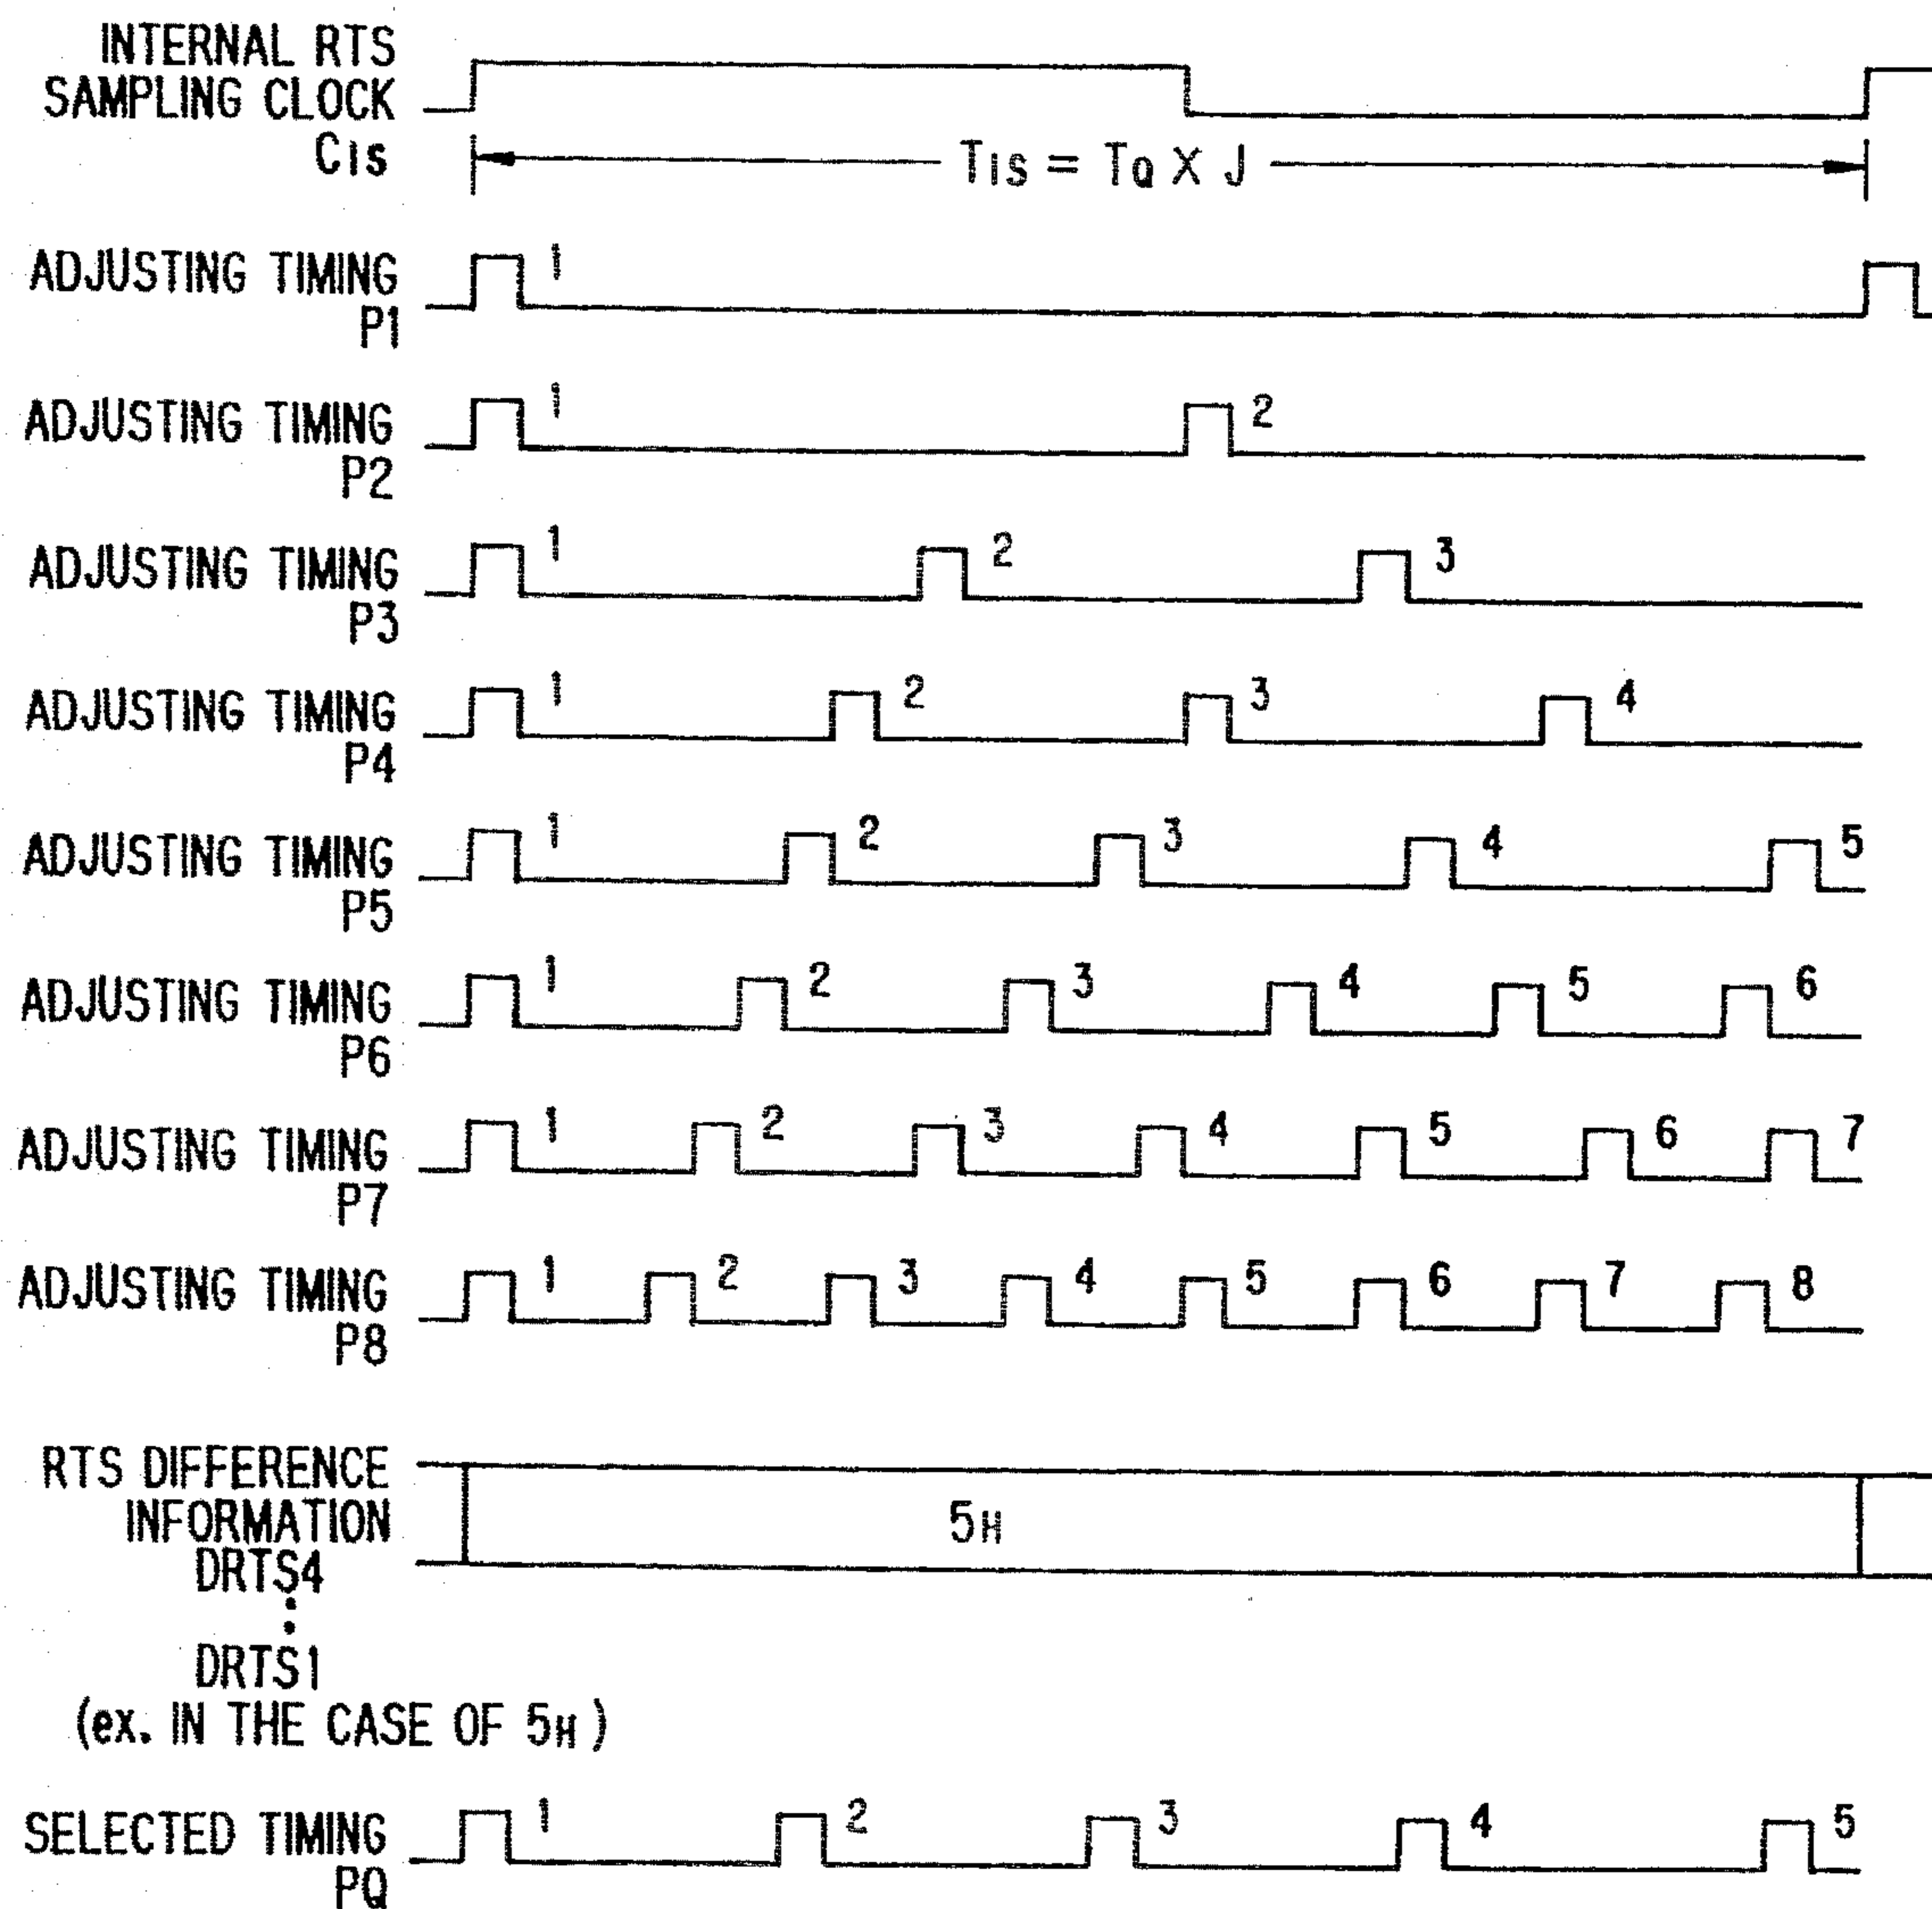 INTERNAL RTS
SAMPLING CLOCK
CIS
TIS = TQ X J
ADJUSTING TIMING
P1
1
ADJUSTING TIMING
P2
1 2
ADJUSTING TIMING
P3
1 2 3
ADJUSTING TIMING
P4
1 2 3 4
ADJUSTING TIMING
P5
1 2 3 4 5
ADJUSTING TIMING
P6
1 2 3 4 5 6
ADJUSTING TIMING
P7
1 2 3 4 5 6 7
ADJUSTING TIMING
P8
1 2 3 4 5 6 7 8
RTS DIFFERENCE
INFORMATION
DRTS4
:
DRTS1
5H
(ex. IN THE CASE OF 5H)
SELECTED TIMING
PQ
1 2 3 4 5